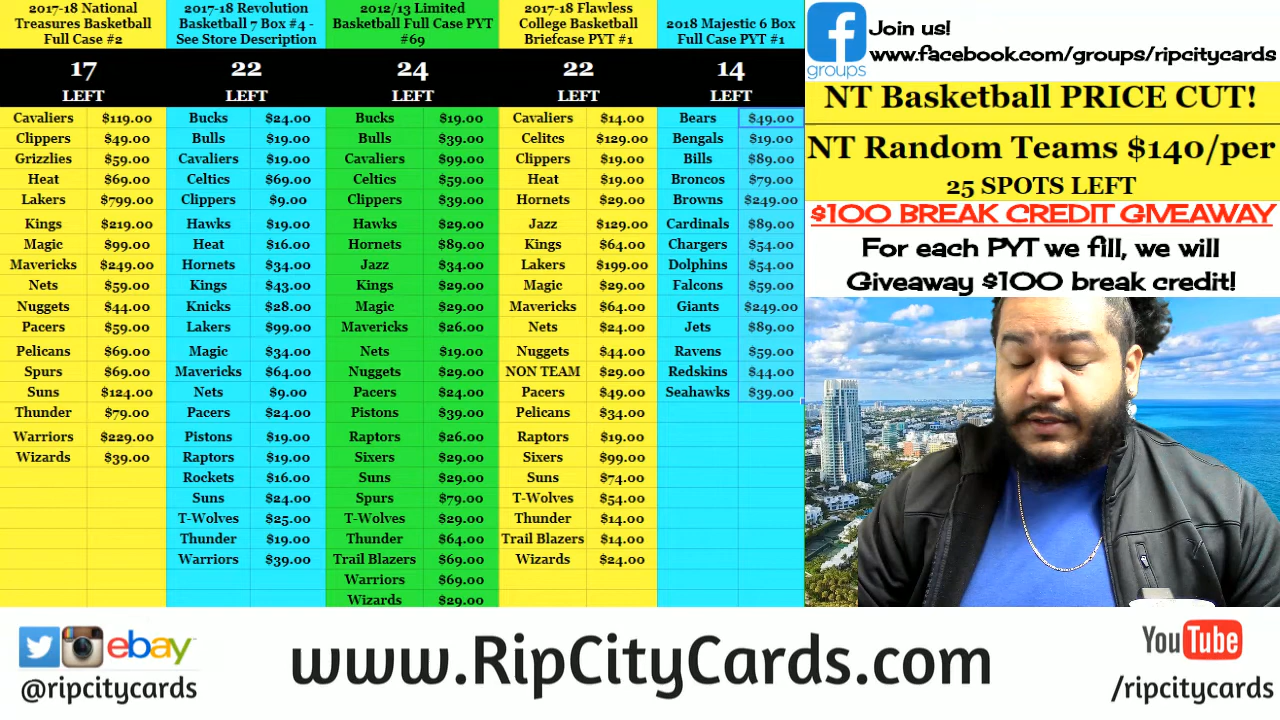 2017-18 National
Treasures Basketball
Full Case #2
17
LEFT
Cavaliers $119.00
Clippers $49.00
Grizzlies $59.00
Heat $69.00
Lakers $799.00
Kings $219.00
Magic $99.00
Mavericks $249.00
Nets $59.00
Nuggets $44.00
Pacers $59.00
Pelicans $69.00
Spurs $69.00
Suns $124.00
Thunder $79.00
Warriors $229.00
Wizards $39.00
2017-18 Revolution
Basketball 7 Box #4 -
See Store Description
22
LEFT
Bucks $24.00
Bulls $19.00
Cavaliers $19.00
Celtics $69.00
Clippers $9.00
Hawks $19.00
Heat $16.00
Hornets $34.00
Kings $43.00
Knicks $28.00
Lakers $99.00
Magic $34.00
Mavericks $64.00
Nets $9.00
Pacers $24.00
Pistons $19.00
Raptors $19.00
Rockets $16.00
Suns $24.00
T-Wolves $25.00
Thunder $19.00
Warriors $39.00
2012/13 Limited
Basketball Full Case PYT
#69
24
LEFT
Bucks $19.00
Bulls $39.00
Cavaliers $99.00
Celtics $59.00
Clippers $39.00
Hawks $29.00
Hornets $89.00
Jazz $34.00
Kings $29.00
Magic $29.00
Mavericks $26.00
Nets $19.00
Nuggets $29.00
Pacers $24.00
Pistons $39.00
Raptors $26.00
Sixers $29.00
Suns $29.00
Spurs $79.00
T-Wolves $29.00
Thunder $64.00
Trail Blazers $69.00
Warriors $69.00
Wizards $29.00
2017-18 Flawless
College Basketball
Briefcase PYT #1
22
LEFT
Cavaliers $14.00
Celitcs $129.00
Clippers $19.00
Heat $19.00
Hornets $29.00
Jazz $129.00
Kings $64.00
Lakers $199.00
Magic $29.00
Mavericks $64.00
Nets $24.00
Nuggets $44.00
NON TEAM $29.00
Pacers $49.00
Pelicans $34.00
Raptors $19.00
Sixers $99.00
Suns $74.00
T-Wolves $54.00
Thunder $14.00
Trail Blazers $14.00
Wizards $24.00
2018 Majestic 6 Box
Full Case PYT #1
14
LEFT
Bears $49.00
Bengals $19.00
Bills $89.00
Broncos $79.00
Browns $249.00
Cardinals $89.00
Chargers $54.00
Dolphins $54.00
Falcons $59.00
Giants $249.00
Jets $89.00
Ravens $59.00
Redskins $44.00
Seahawks $39.00
f
groups
Join us!
www.facebook.com/groups/ripcitycards
NT Basketball PRICE CUT!
NT Random Teams $140/per
25 SPOTS LEFT
$100 BREAK CREDIT GIVEAWAY
For each PYT we fill, we will
Giveaway $100 break credit!
ebay
@ripcitycards
www.RipCityCards.com
YouTube
/ripcitycards